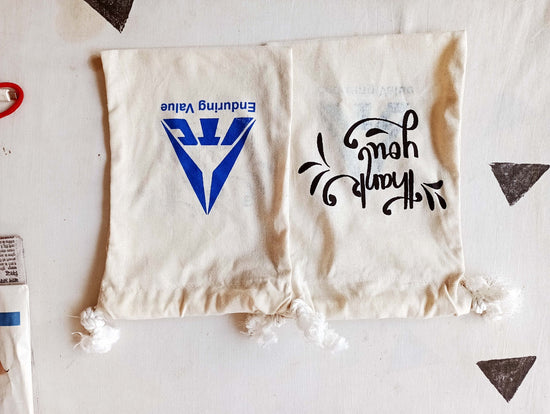 ITC
Enduring Value
thank
you